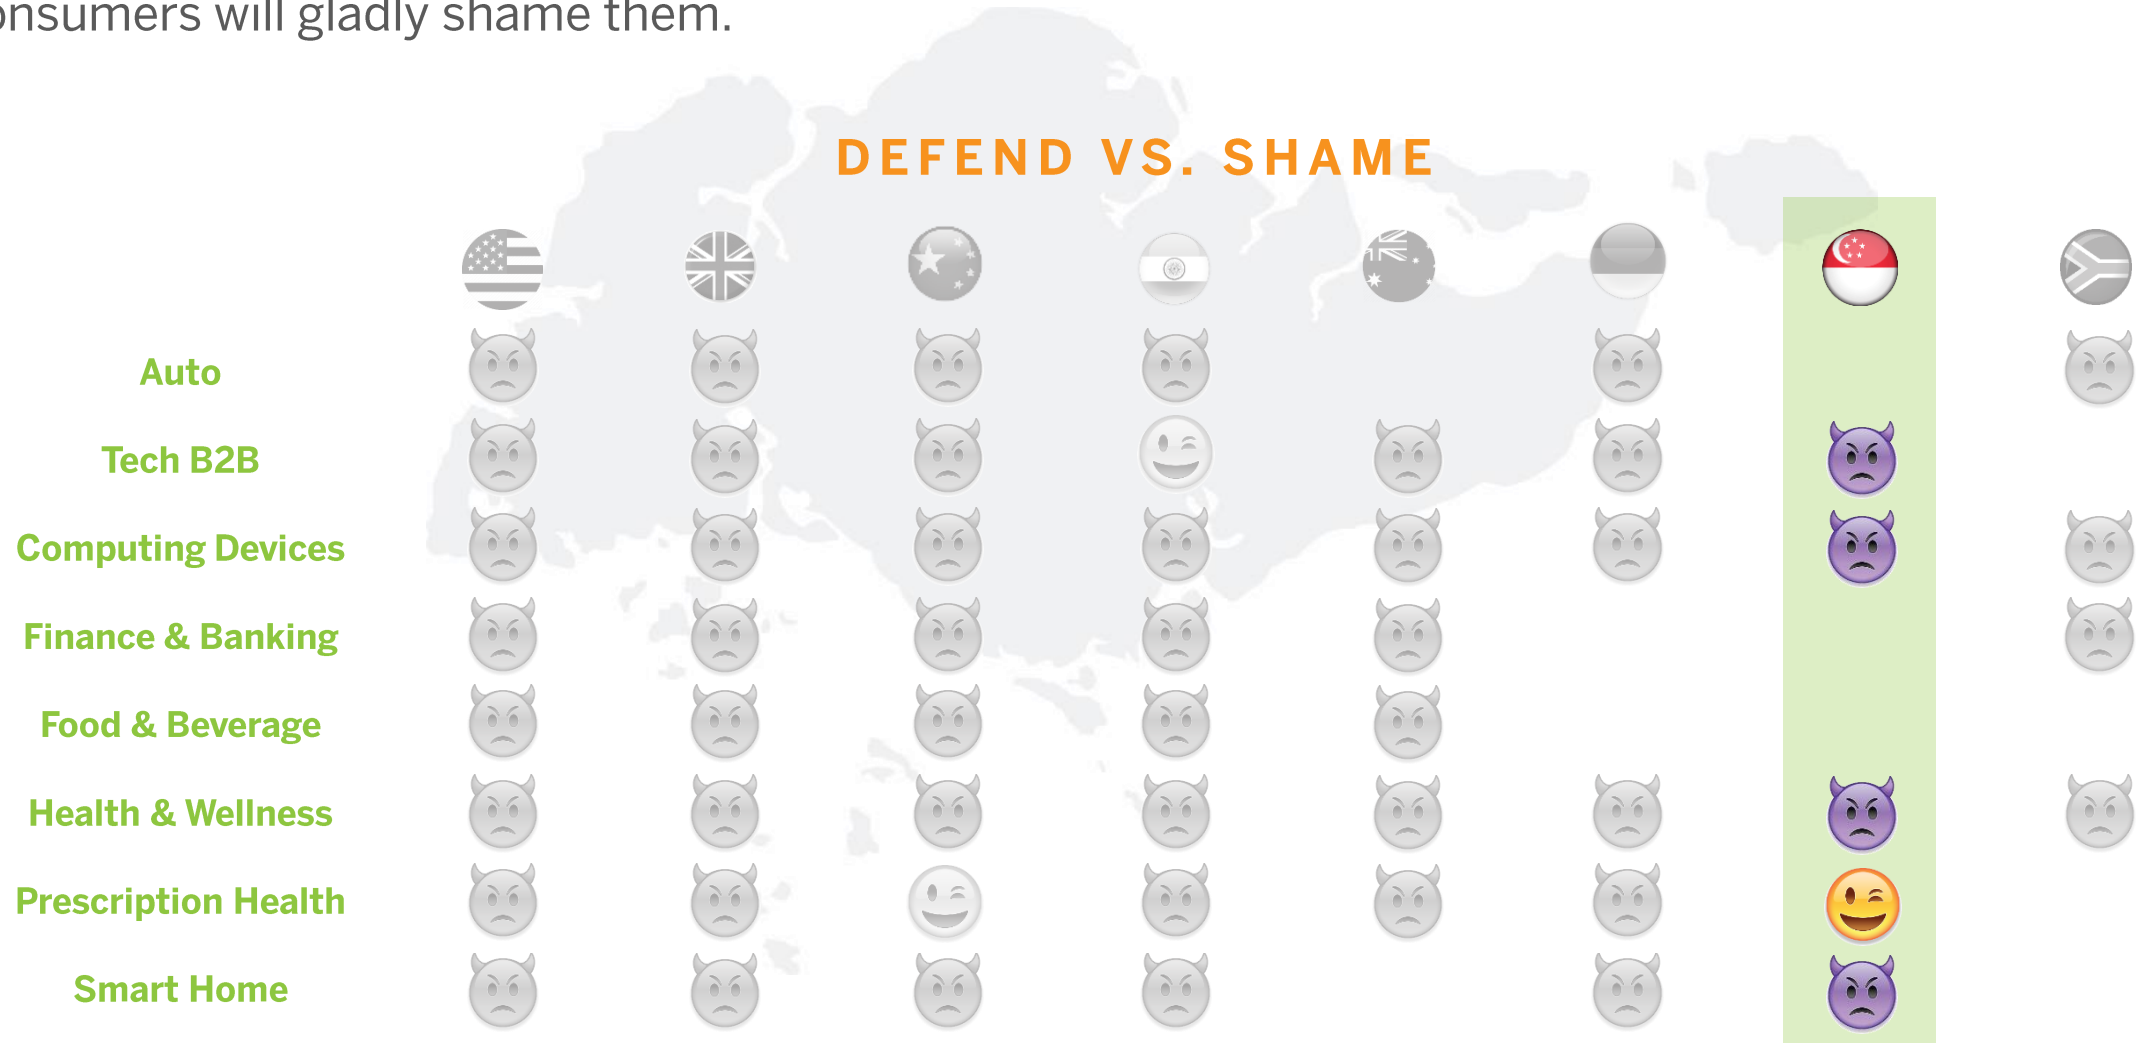 onsumers will gladly shame them.
DEFEND VS. SHAME
Auto
Tech B2B
Computing Devices
Finance & Banking
Food & Beverage
Health & Wellness
Prescription Health
Smart Home